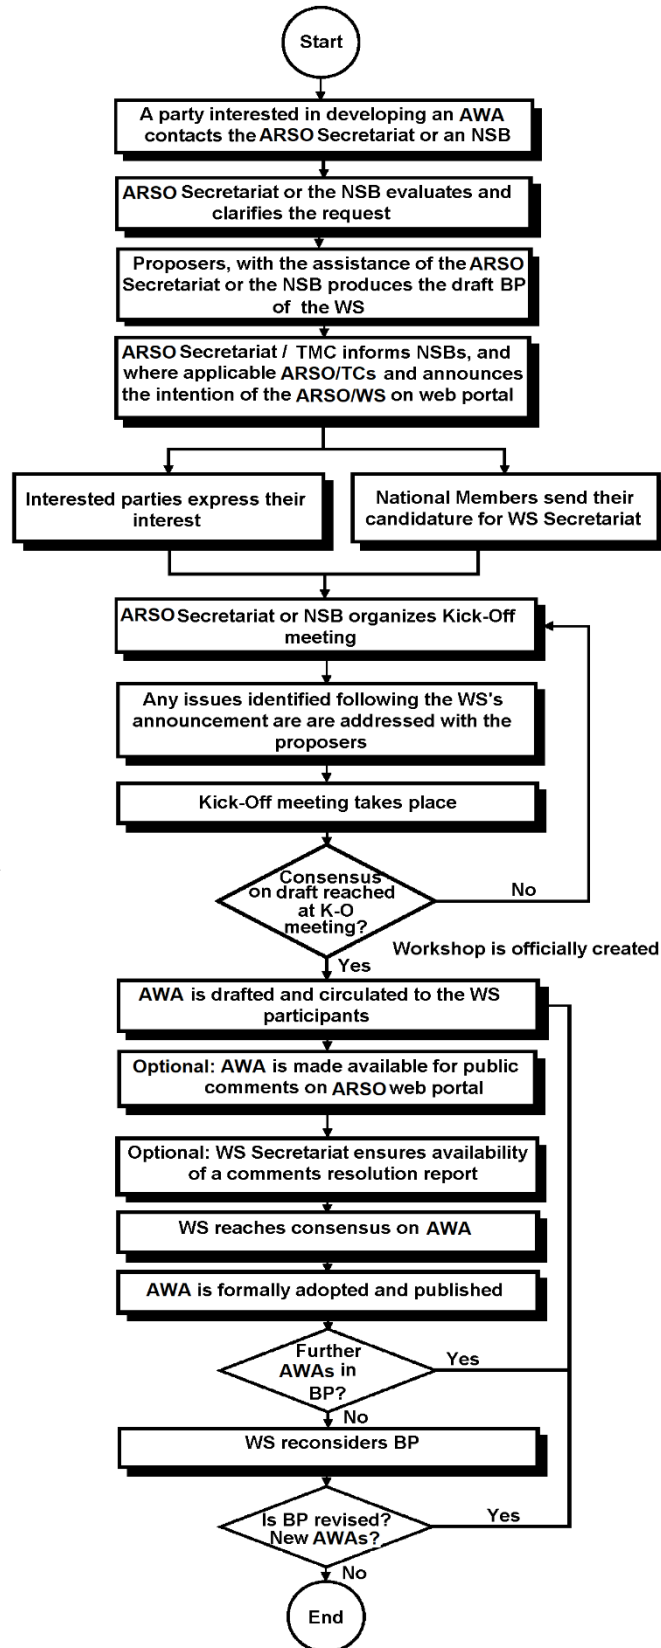 Start
A party interested in developing an AWA
contacts the ARSO Secretariat or an NSB
ARSO Secretariat or the NSB evaluates and
clarifies the request
Proposers, with the assistance of the ARSO
Secretariat or the NSB produces the draft BP
of the WS
ARSO Secretariat / TMC informs NSBs, and
where applicable ARSO/TCs and announces
the intention of the ARSO/WS on web portal
Interested parties express their
interest
National Members send their
candidature for WS Secretariat
ARSO Secretariat or NSB organizes Kick-Off
meeting
Any issues identified following the WS's
announcement are are addressed with the
proposers
Kick-Off meeting takes place
Consensus
on draft reached
at K-O
meeting?
No
Workshop is officially created
Yes
AWA is drafted and circulated to the WS
participants
Optional: AWA is made available for public
comments on ARSO web portal
Optional: WS Secretariat ensures availability
of a comments resolution report
WS reaches consensus on AWA
AWA is formally adopted and published
Further
AWAs in
BP?
Yes
No
WS reconsiders BP
Is BP revised?
New AWAs?
Yes
No
End